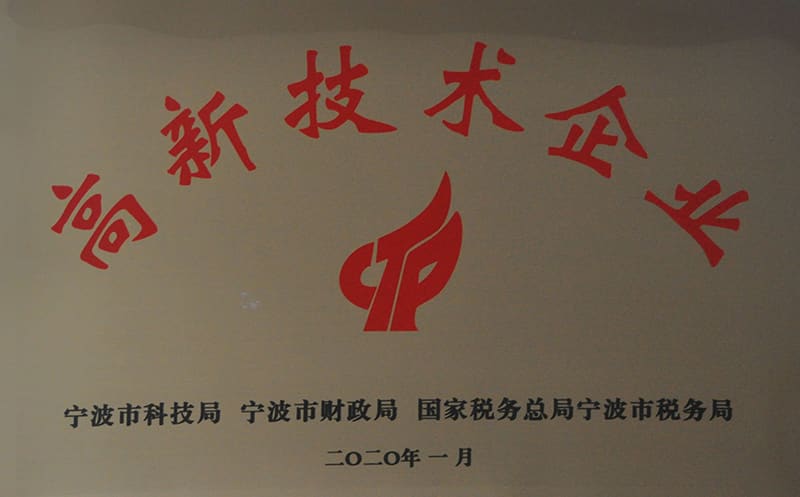 高新技术企业
CTP
宁波市科技局 宁波市财政局 国家税务总局宁波市税务局
二〇二〇年一月